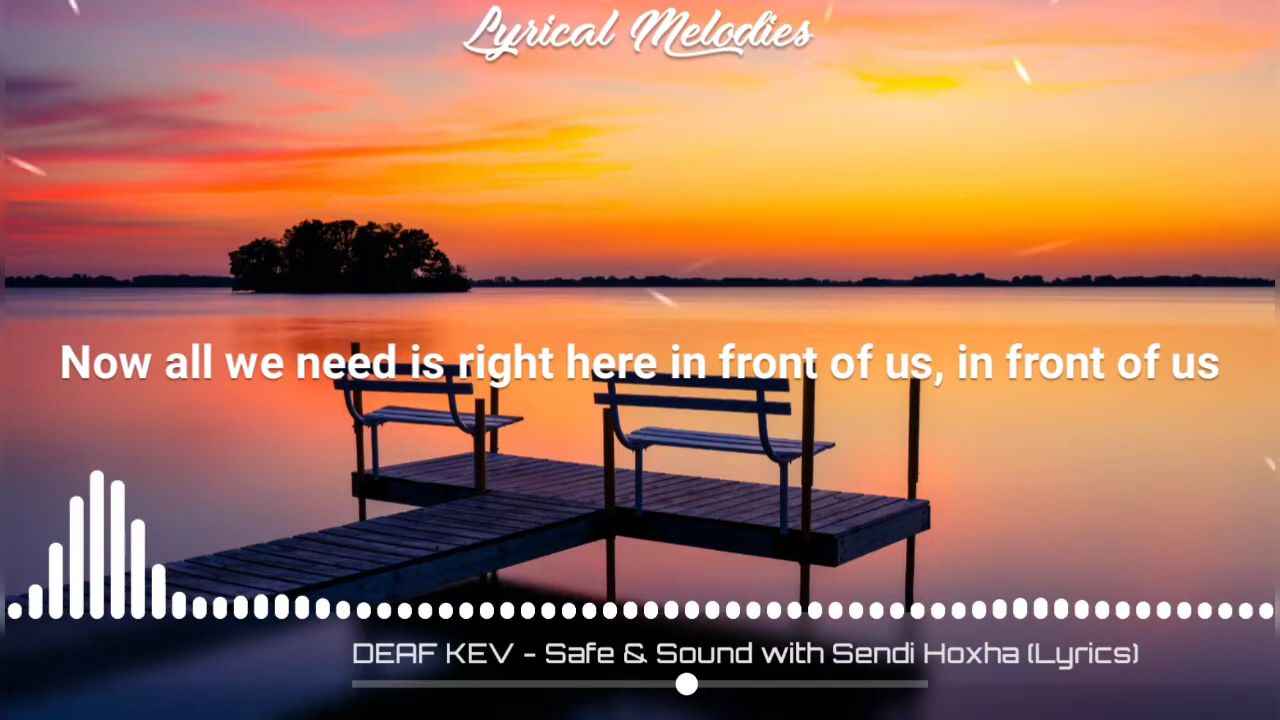 Lyrical Melodies
Now all we need is right here in front of us, in front of us
DEAF KEV - Safe & Sound with Sendi Hoxha (Lyrics)